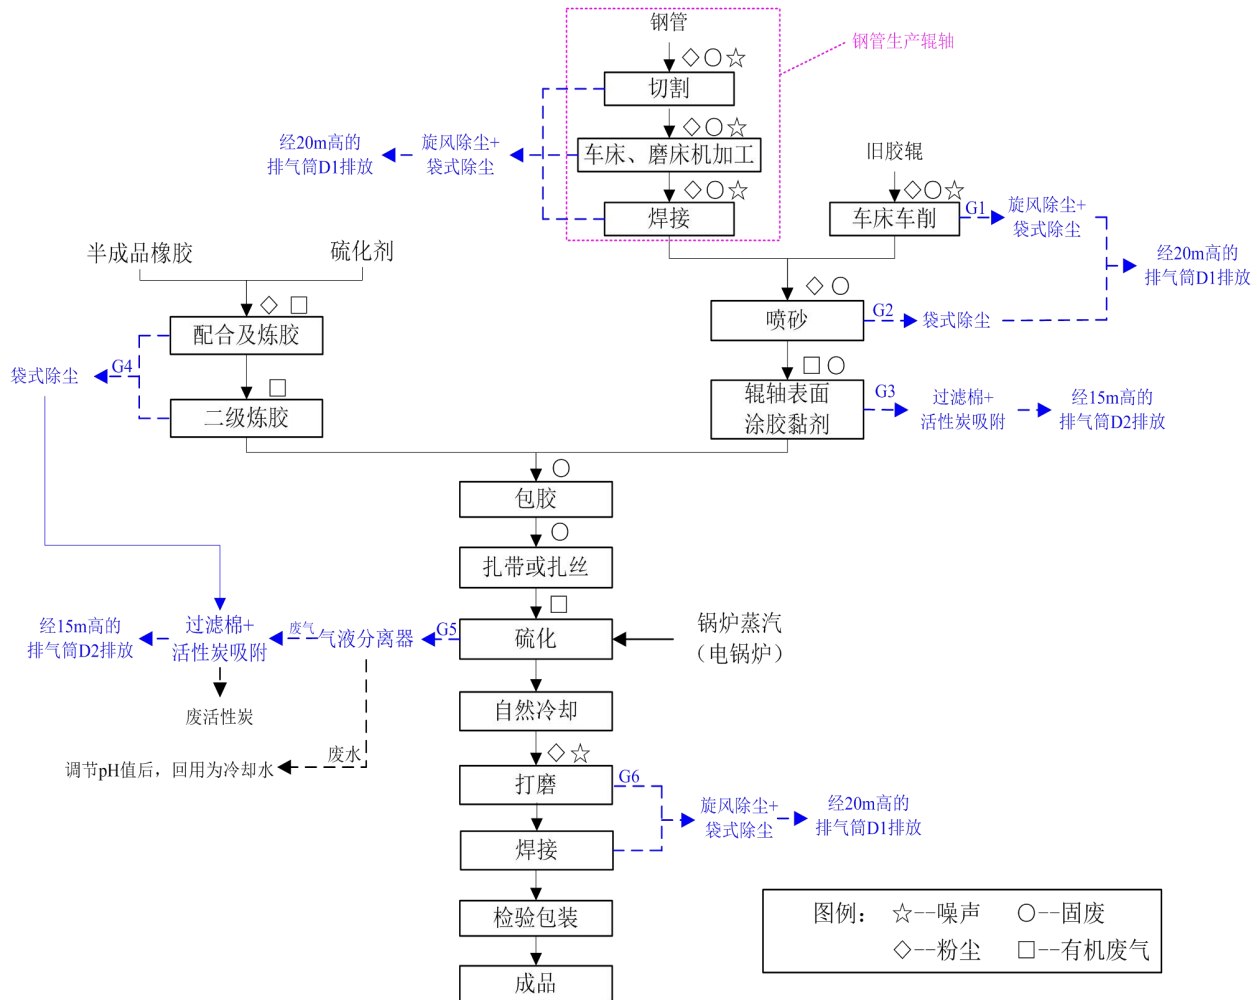 钢管
钢管生产辊轴
◇○☆
切割
◇○☆
经20m高的
排气筒D1排放
旋风除尘+
袋式除尘
车床、磨床机加工
旧胶辊
◇○☆
焊接
◇○☆
车床车削
G1
旋风除尘+
袋式除尘
经20m高的
排气筒D1排放
半成品橡胶
硫化剂
◇□
配合及炼胶
◇○
喷砂
G2
袋式除尘
G4
袋式除尘
□
二级炼胶
□○
辊轴表面
涂胶黏剂
G3
过滤棉+
活性炭吸附
经15m高的
排气筒D2排放
○
包胶
○
扎带或扎丝
□
硫化
锅炉蒸汽
（电锅炉）
G5
气液分离器
废气
过滤棉+
活性炭吸附
经15m高的
排气筒D2排放
废活性炭
自然冷却
废水
调节pH值后，回用为冷却水
◇☆
打磨
G6
旋风除尘+
袋式除尘
经20m高的
排气筒D1排放
焊接
检验包装
成品
图例： ☆--噪声 ○--固废
◇--粉尘 □--有机废气